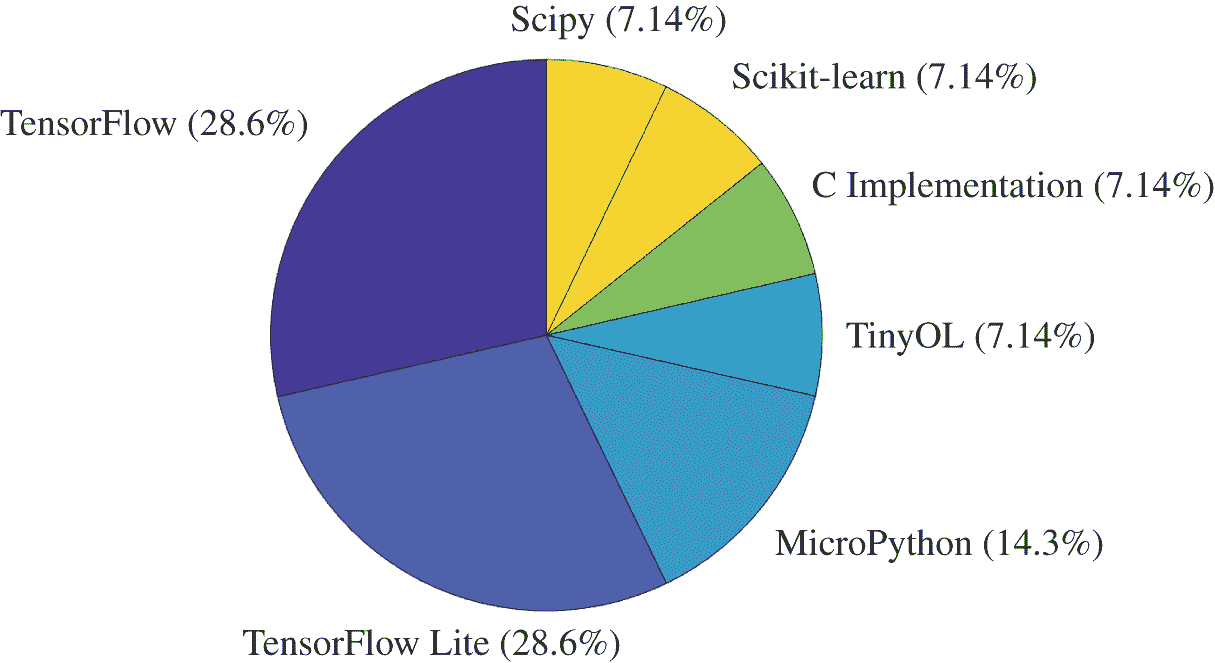 Scipy (7.14%)
Scikit-learn (7.14%)
TensorFlow (28.6%)
C Implementation (7.14%)
TinyOL (7.14%)
MicroPython (14.3%)
TensorFlow Lite (28.6%)